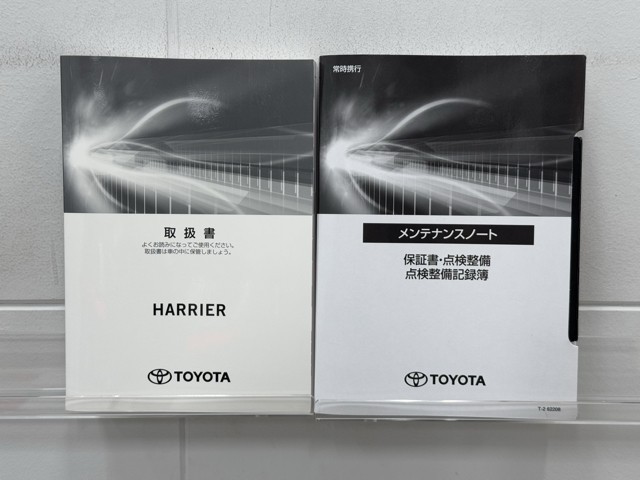 取扱書
よくお読みになってご使用ください。
取扱書は車の中に保管しましょう。
HARRIER
TOYOTA
常時携行
メンテナンスノート
保証書・点検整備
点検整備記録簿
TOYOTA